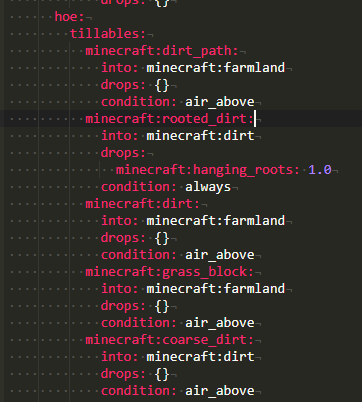 drops: {}
hoe:
tillables:
minecraft:dirt_path:
into: minecraft:farmland
drops: {}
condition: air_above
minecraft:rooted_dirt:
into: minecraft:dirt
drops:
minecraft:hanging_roots: 1.0
condition: always
minecraft:dirt:
into: minecraft:farmland
drops: {}
condition: air_above
minecraft:grass_block:
into: minecraft:farmland
drops: {}
condition: air_above
minecraft:coarse_dirt:
into: minecraft:dirt
drops: {}
condition: air_above